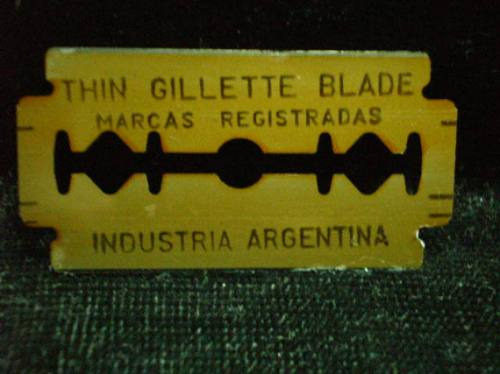 THIN GILLETTE BLADE
MARCAS REGISTRADAS
INDUSTRIA ARGENTINA